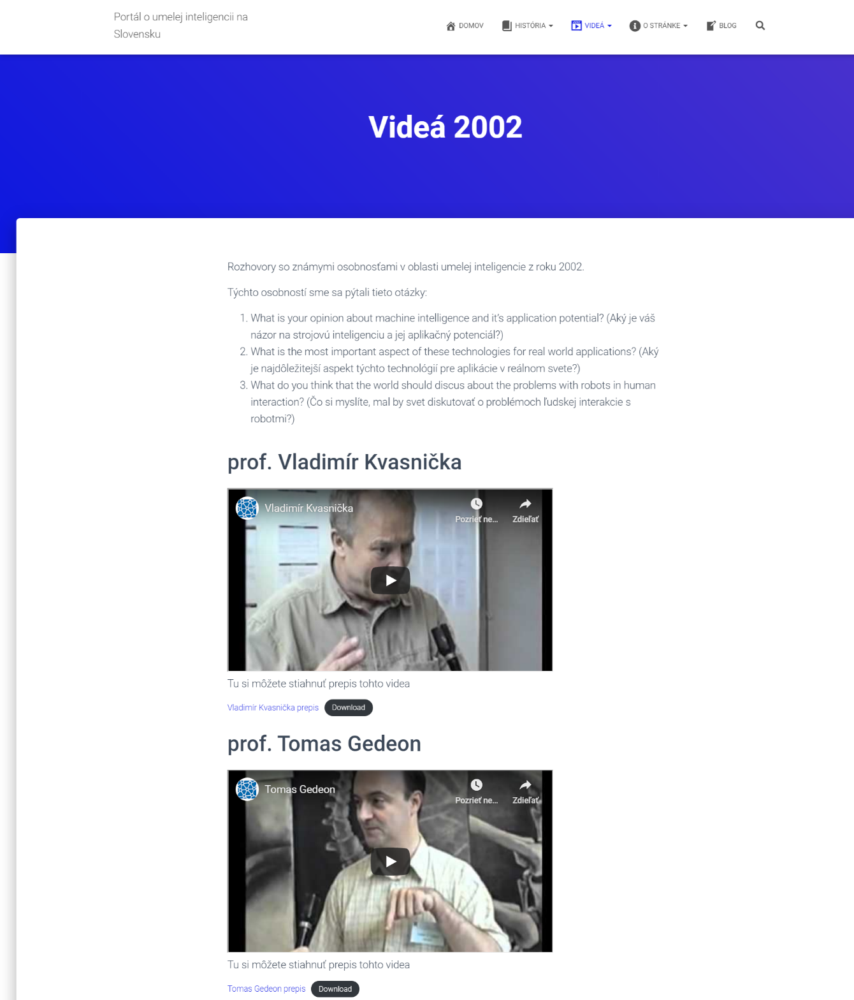 Portál o umelej inteligencii na
Slovensku
DOMOV
HISTÓRIA
VIDEÁ
O STRÁNKE
BLOG
Videá 2002
Rozhovory so známymi osobnosťami v oblasti umelej inteligencie z roku 2002.
Týchto osobností sme sa pýtali tieto otázky:
1. What is your opinion about machine intelligence and it's application potential? (Aký je váš
názor na strojovú inteligenciu a jej aplikačný potenciál?)
2. What is the most important aspect of these technologies for real world applications? (Aký
je najdôležitejší aspekt týchto technológií pre aplikácie v reálnom svete?)
3. What do you think that the world should discus about the problems with robots in human
interaction? (Čo si myslíte, mal by svet diskutovať o problémoch ľudskej interakcie s
robotmi?)
prof. Vladimír Kvasnička
Vladimír Kvasnička
Pozrieť ne...
Zdieľať
Tu si môžete stiahnuť prepis tohto videa
Vladimír Kvasnička prepis
Download
prof. Tomas Gedeon
Tomas Gedeon
Pozrieť ne...
Zdieľať
Tu si môžete stiahnuť prepis tohto videa
Tomas Gedeon prepis
Download